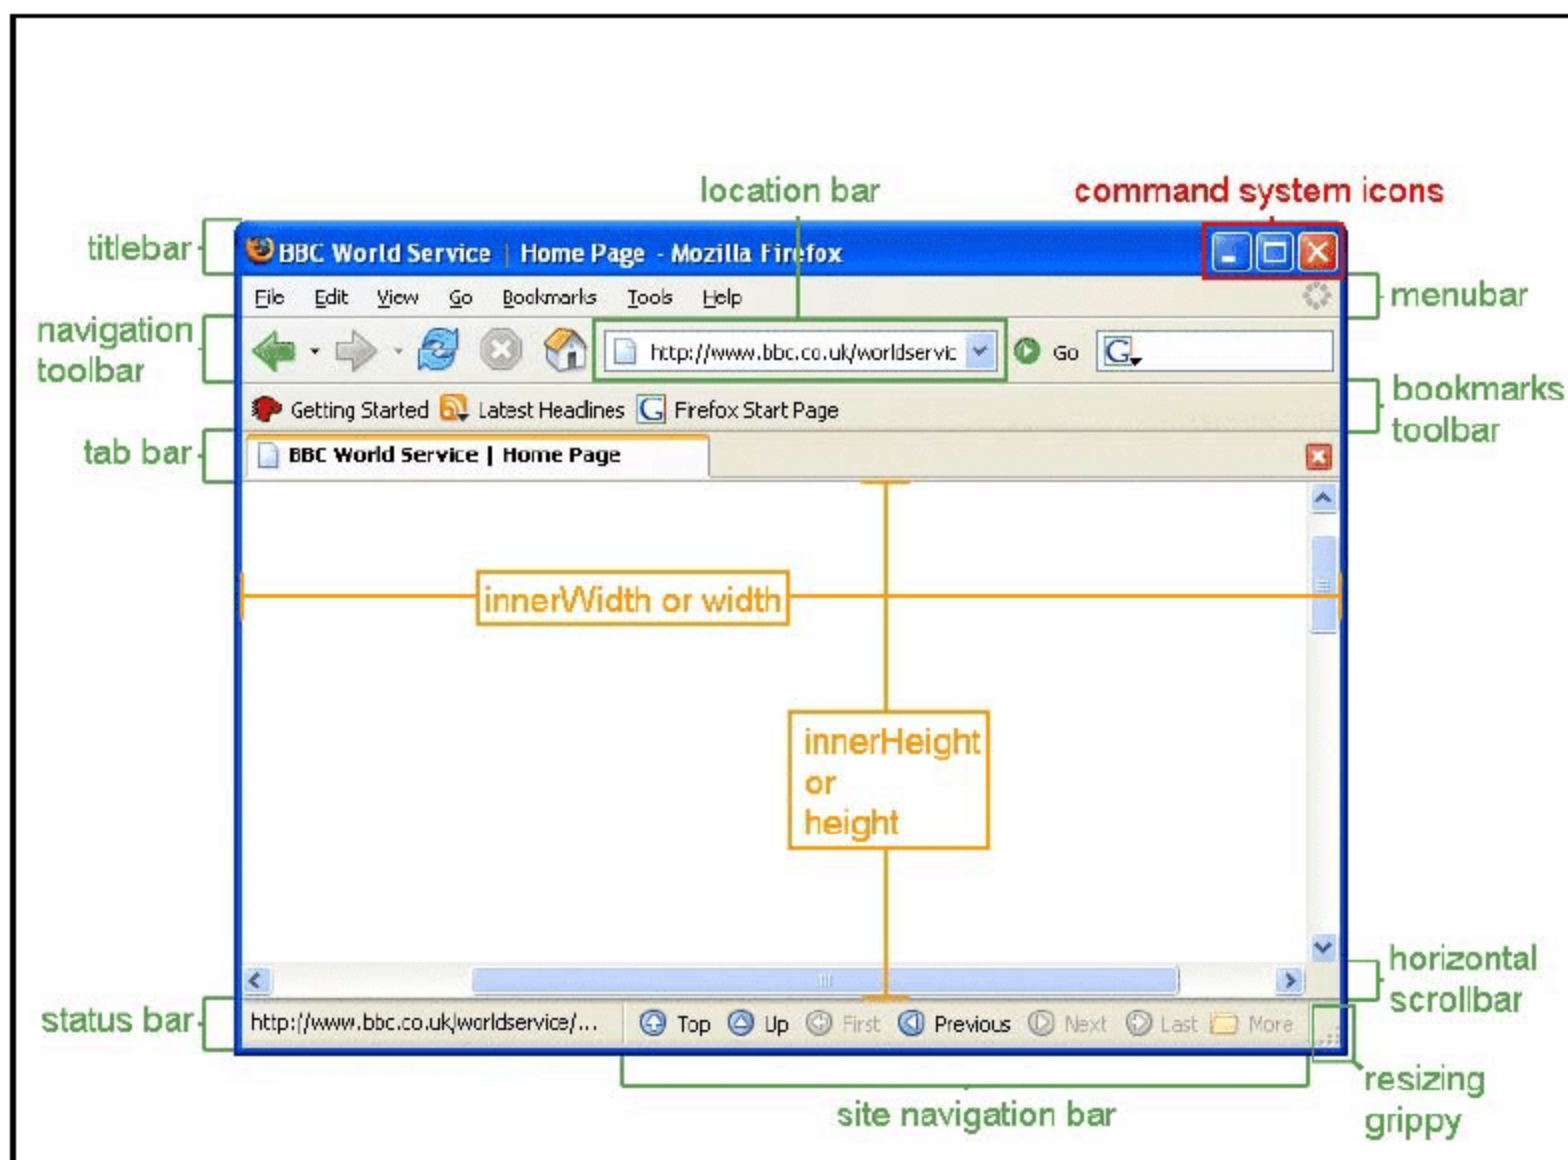 location bar
command system icons
titlebar
BBC World Service | Home Page - Mozilla Firefox
File Edit View Go Bookmarks Tools Help
menubar
navigation
toolbar
http://www.bbc.co.uk/worldservic
Go
G
Getting Started Latest Headlines G Firefox Start Page
bookmarks
toolbar
tab bar
BBC World Service | Home Page
innerWidth or width
innerHeight
or
height
horizontal
scrollbar
status bar
http://www.bbc.co.uk/worldservice/... Top Up First Previous Next Last More
resizing
grippy
site navigation bar